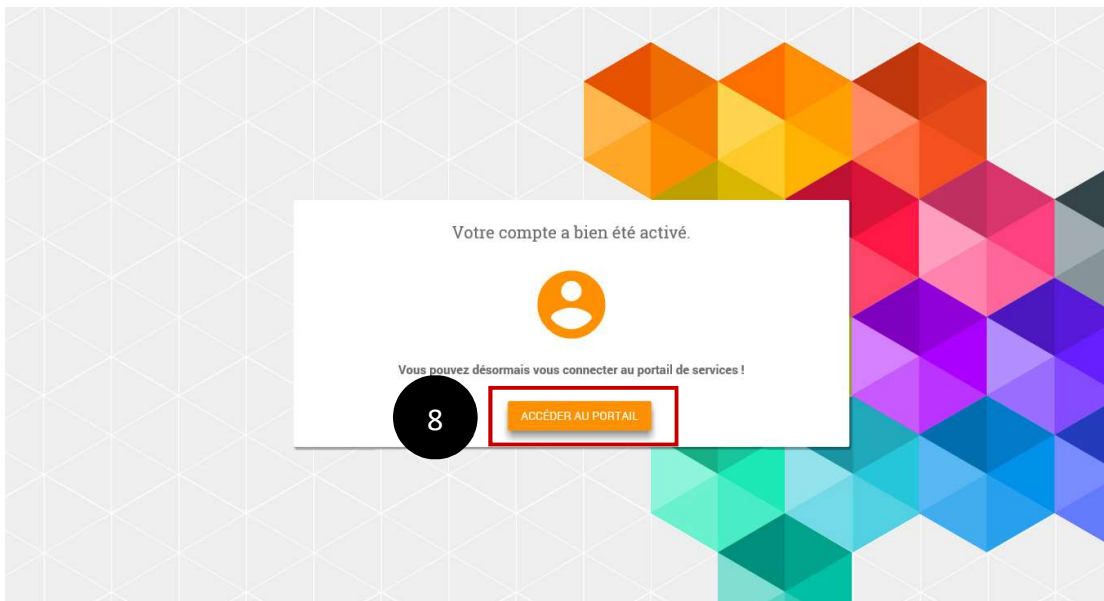 Votre compte a bien été activé.
Vous pouvez désormais vous connecter au portail de services !
8
ACCÉDER AU PORTAIL